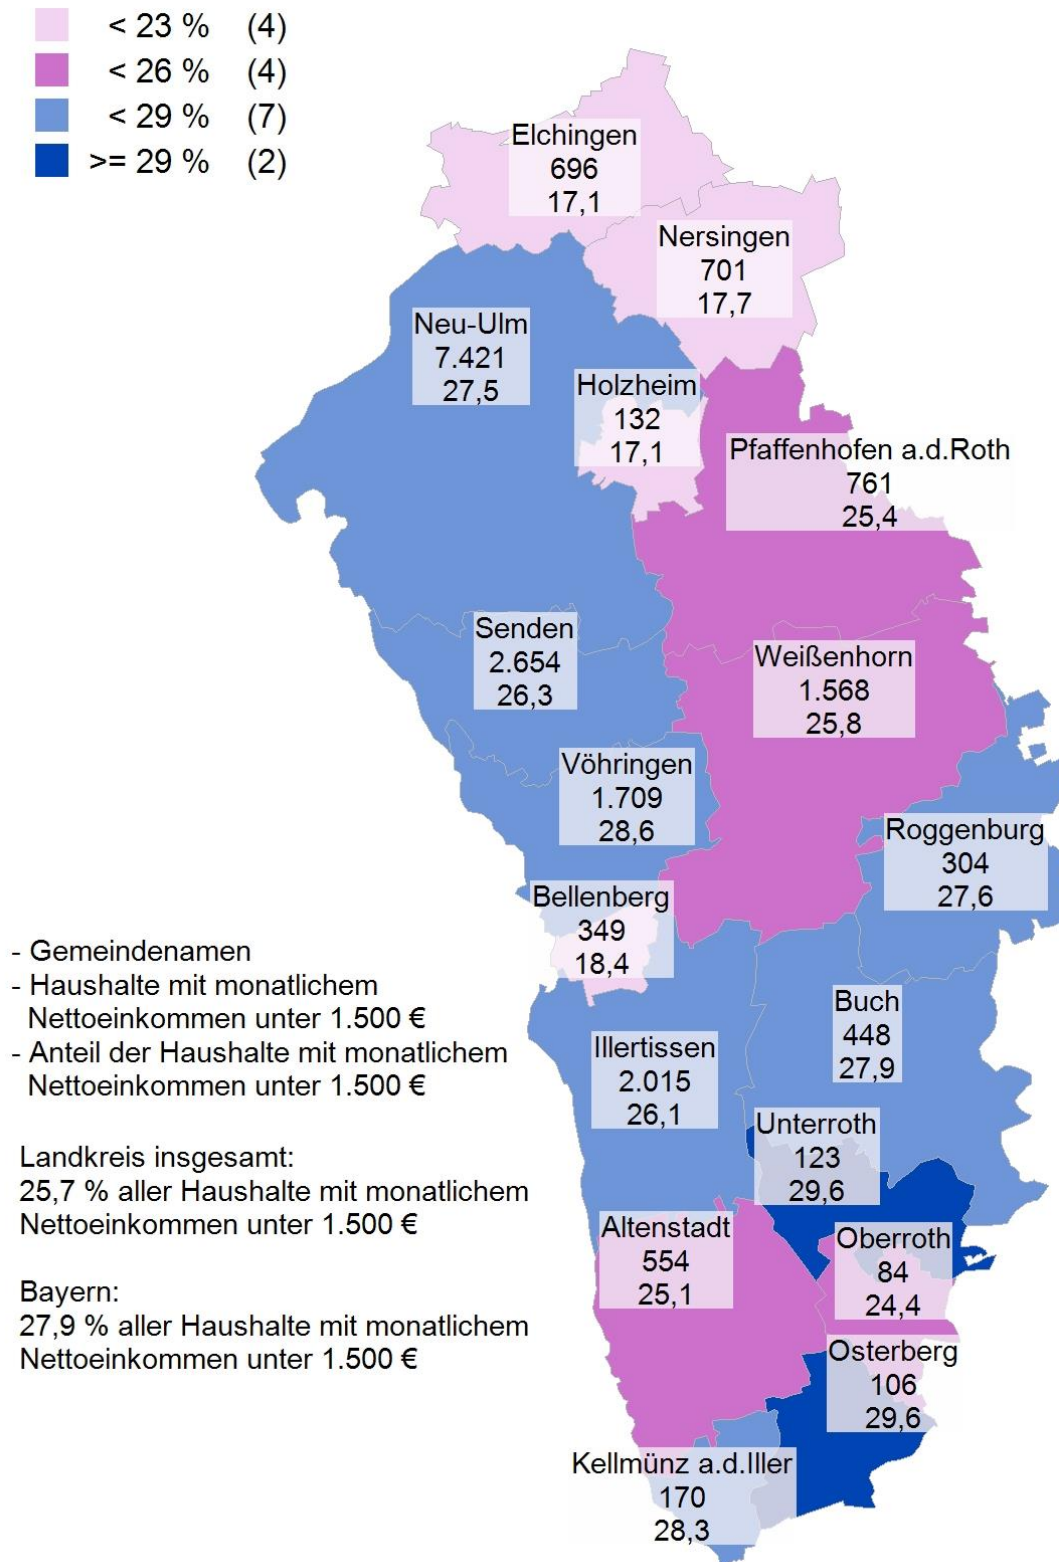 < 23 % (4)
< 26 % (4)
< 29 % (7)
>= 29 % (2)
Elchingen
696
17,1
Nersingen
701
17,7
Neu-Ulm
7.421
27,5
Holzheim
132
17,1
Pfaffenhofen a.d.Roth
761
25,4
Senden
2.654
26,3
Weißenhorn
1.568
25,8
Vöhringen
1.709
28,6
Roggenburg
304
27,6
Bellenberg
349
18,4
- Gemeindenamen
- Haushalte mit monatlichem
Nettoeinkommen unter 1.500 €
- Anteil der Haushalte mit monatlichem
Nettoeinkommen unter 1.500 €
Buch
448
27,9
Illertissen
2.015
26,1
Unterroth
123
29,6
Landkreis insgesamt:
25,7 % aller Haushalte mit monatlichem
Nettoeinkommen unter 1.500 €
Altenstadt
554
25,1
Oberroth
84
24,4
Bayern:
27,9 % aller Haushalte mit monatlichem
Nettoeinkommen unter 1.500 €
Osterberg
106
29,6
Kellmünz a.d.Iller
170
28,3